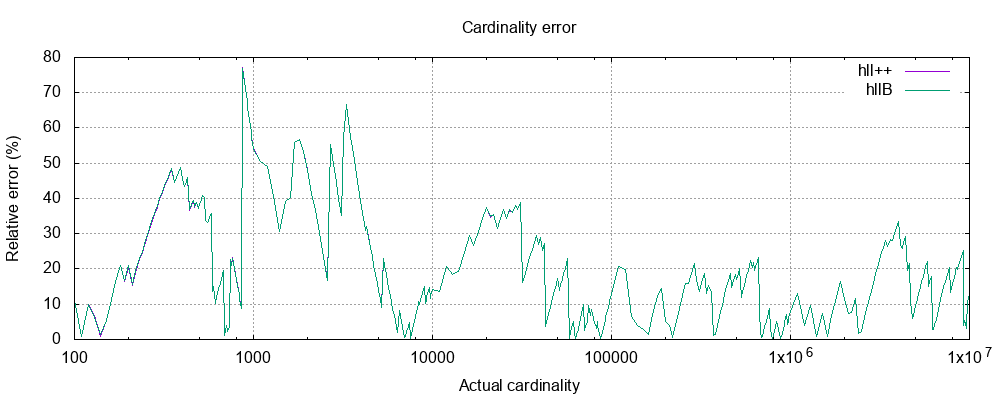 Cardinality error
80
70
60
50
40
30
20
10
0
Relative error (%)
hll++
hllB
100
1000
10000
100000
1x10^6
1x10^7
Actual cardinality